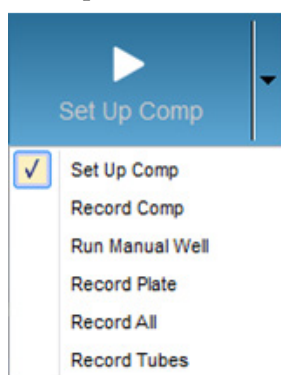 Set Up Comp
Set Up Comp
Record Comp
Run Manual Well
Record Plate
Record All
Record Tubes